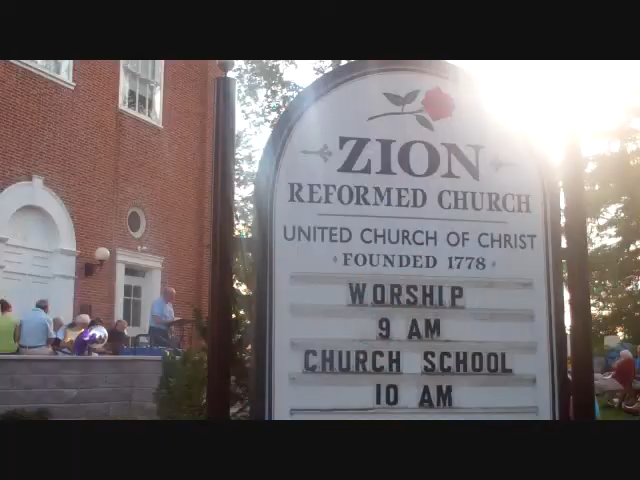 ZION
REFORMED CHURCH
UNITED CHURCH OF CHRIST
FOUNDED 1778
WORSHIP
9 AM
CHURCH SCHOOL
10 AM